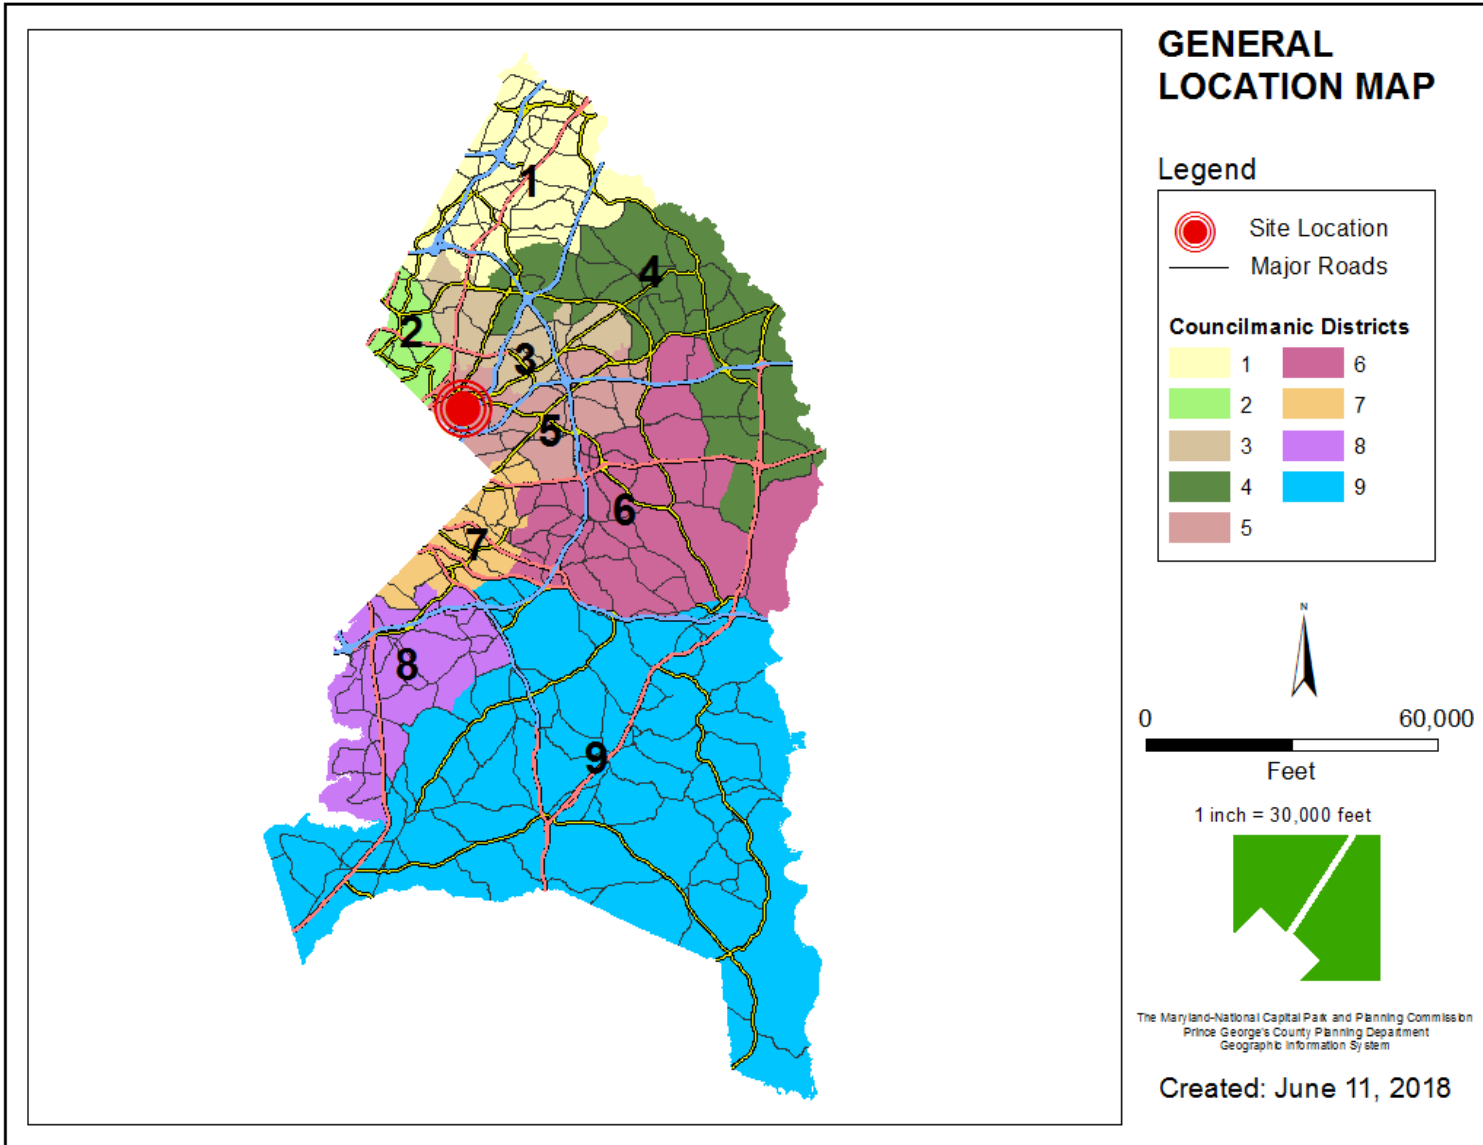 GENERAL
LOCATION MAP
Legend
Site Location
Major Roads
Councilmanic Districts
1 6
2 7
3 8
4 9
5
1
4
2
3
5
6
7
8
9
N
0 60,000
Feet
1 inch = 30,000 feet
The Maryland-National Capital Park and Planning Commission
Prince George's County Planning Department
Geographic Information System
Created: June 11, 2018